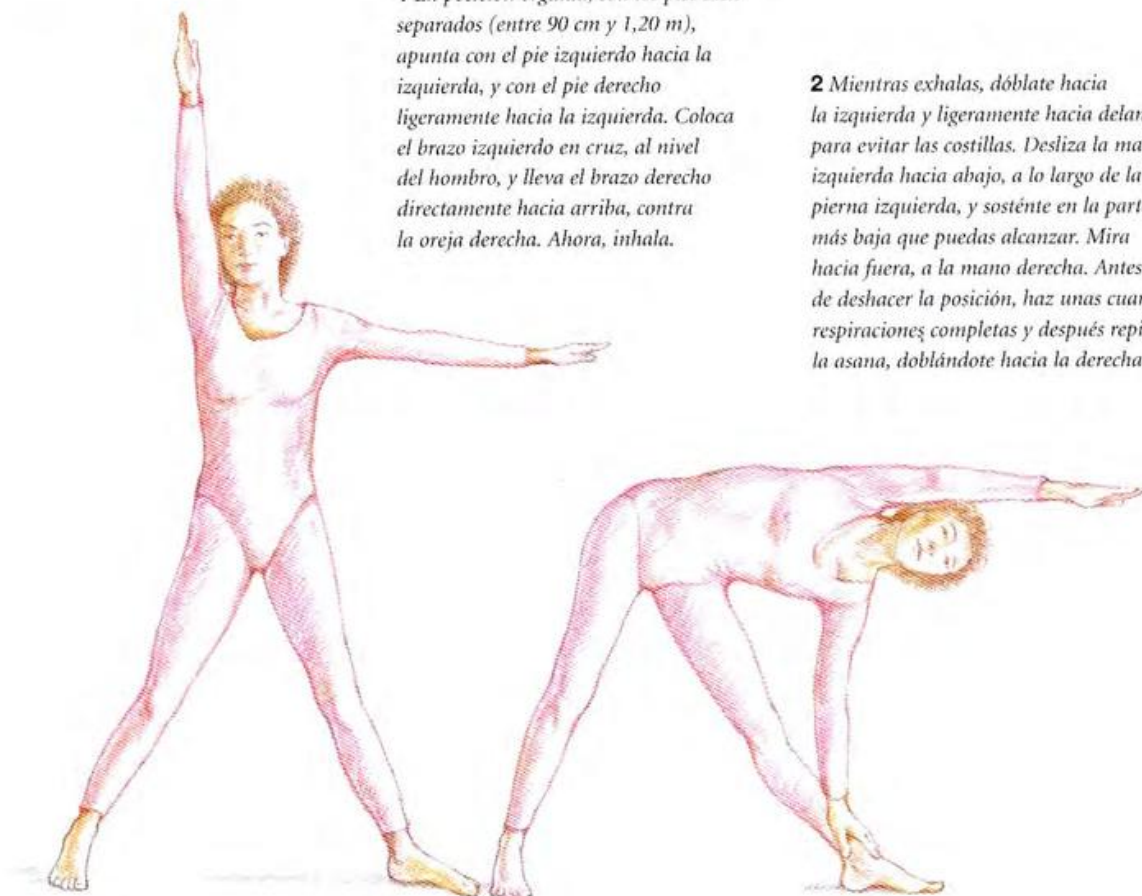 separados (entre 90 cm y 1,20 m),
apunta con el pie izquierdo hacia la
izquierda, y con el pie derecho
ligeramente hacia la izquierda. Coloca
el brazo izquierdo en cruz, al nivel
del hombro, y lleva el brazo derecho
directamente hacia arriba, contra
la oreja derecha. Ahora, inhala.
2 Mientras exhalas, dóblate hacia
la izquierda y ligeramente hacia delan
para evitar las costillas. Desliza la ma
izquierda hacia abajo, a lo largo de la
pierna izquierda, y sosténte en la part
más baja que puedas alcanzar. Mira
hacia fuera, a la mano derecha. Antes
de deshacer la posición, haz unas cuan
respiraciones completas y después repi
la asana, doblándote hacia la derecha